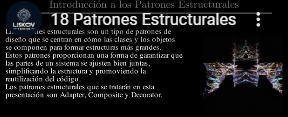 Introducción a los Patrones Estructurales
LISKOV
18 Patrones Estructurales
patrones estructurales son un tipo de patrones de
diseño que se centran en cómo las clases y los objetos
se componen para formar estructuras más grandes.
Estos patrones proporcionan una forma de garantizar que
las partes de un sistema se ajusten bien juntas,
simplificando la estructura y promoviendo la
reutilización del código.
Los patrones estructurales que se tratarán en esta
presentación son Adapter, Composite y Decorator.